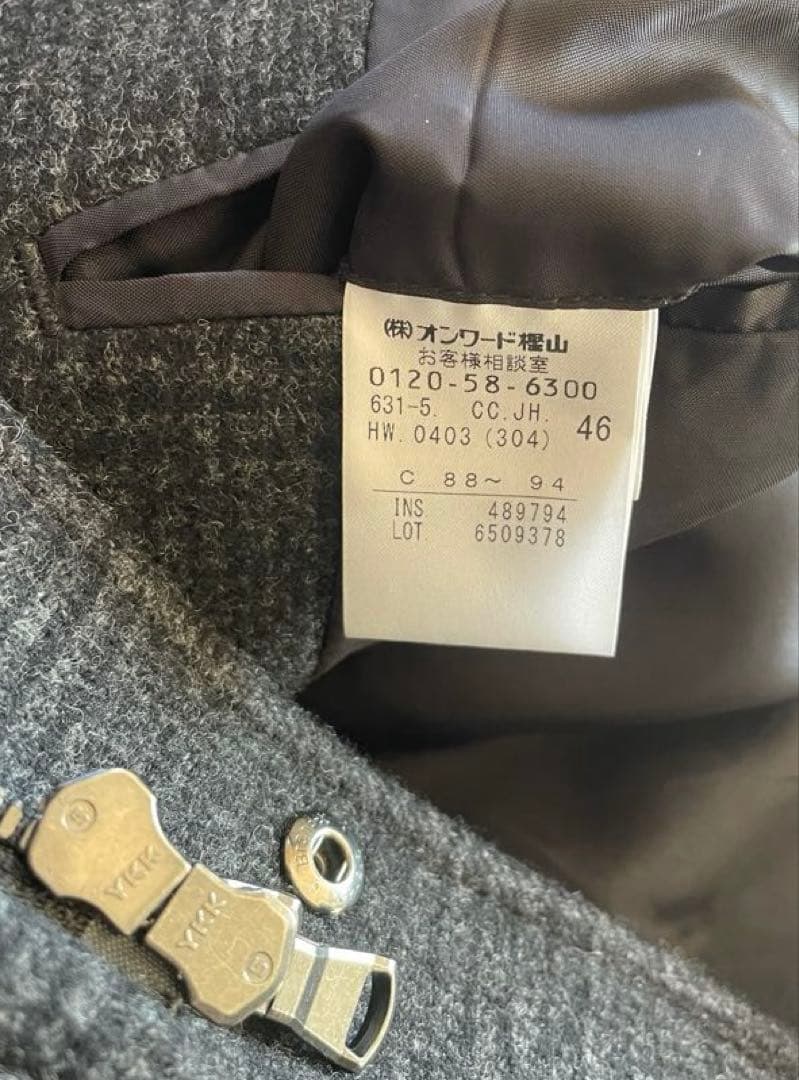 (株)オンワード樫山
お客様相談室
0120-58-6300
631-5. CC.JH. 46
HW.0403(304)
C 88~ 94
INS 489794
LOT 6509378
YKK
YKK